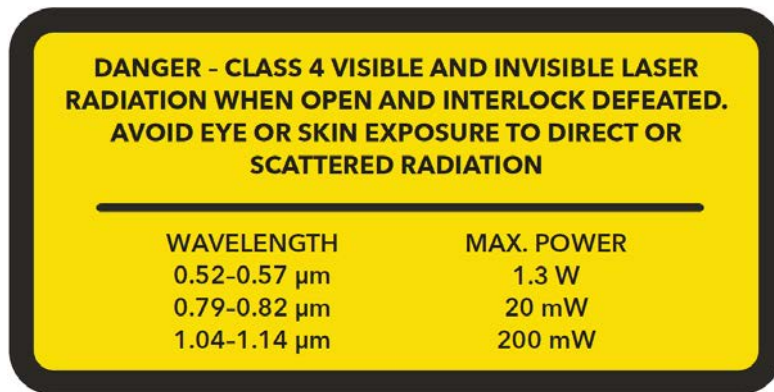 DANGER – CLASS 4 VISIBLE AND INVISIBLE LASER
RADIATION WHEN OPEN AND INTERLOCK DEFEATED.
AVOID EYE OR SKIN EXPOSURE TO DIRECT OR
SCATTERED RADIATION
WAVELENGTH MAX. POWER
0.52–0.57 µm 1.3 W
0.79–0.82 µm 20 mW
1.04–1.14 µm 200 mW